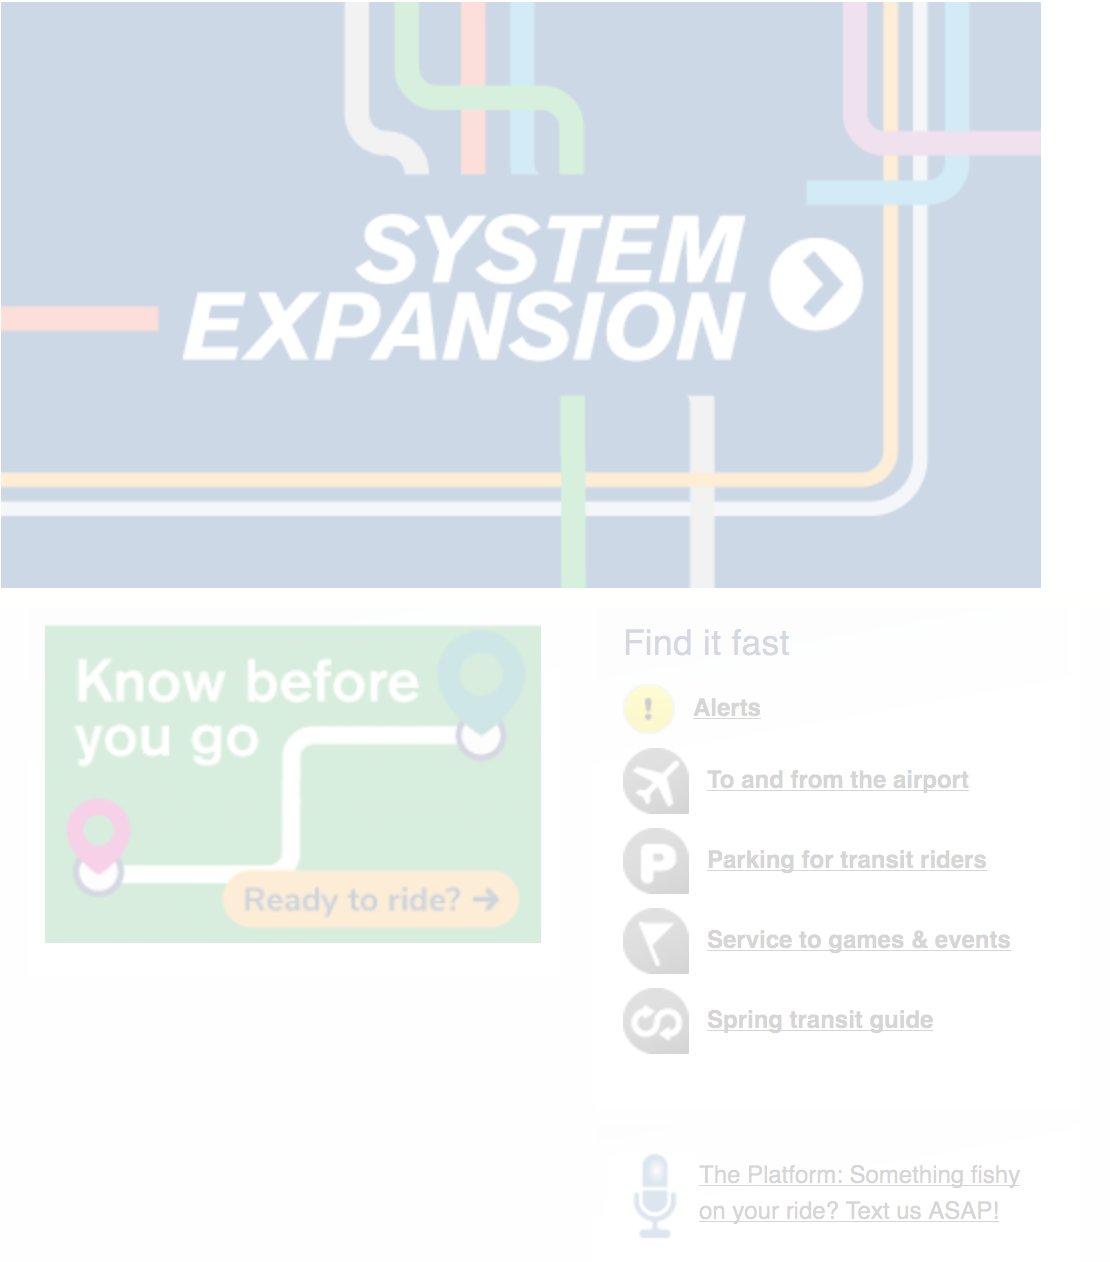 SYSTEM
EXPANSION
Know before
you go
Ready to ride?
Find it fast
! Alerts
To and from the airport
P Parking for transit riders
Service to games & events
Spring transit guide
The Platform: Something fishy
on your ride? Text us ASAP!